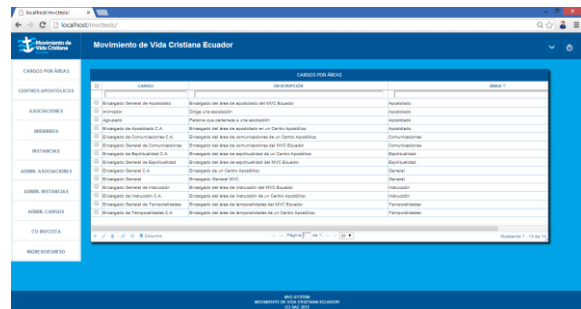 localhost/mvctesis/
localhost/mvctesis/
Movimiento de
Vida Cristiana
Movimiento de Vida Cristiana Ecuador
CARGOS POR ÁREAS
CENTROS APOSTÓLICOS
ASOCIACIONES
MIEMBROS
INSTANCIAS
ADMIN. ASOCIACIONES
ADMIN. INSTANCIAS
ADMIN. CARGOS
CV EMVCISTA
INGRESO/EGRESO
CARGOS POR ÁREAS
CARGO DESCRIPCIÓN ÁREA
Encargado General de Apostolado Encargado del área de apostolado del MVC Ecuador Apostolado
Animador Dirige una asociación Apostolado
Agrupado Persona que pertenece a una asociación Apostolado
Encargado de Apostolado C.A. Encargado del área de apostolado en un Centro Apostólico Apostolado
Encargado de Comunicaciones C.A. Encargado del área de comunicaciones de un Centro Apostólico Comunicaciones
Encargado General de Comunicaciones Encargado del área de comunicaciones del MVC Ecuador Comunicaciones
Encargado de Espiritualidad C.A. Encargado del área de espiritualidad de un Centro Apostólico Espiritualidad
Encargado General de Espiritualidad Encargado del área de espiritualidad del MVC Ecuador Espiritualidad
Encargado General C.A. Encargado de un Centro Apostólico General
Encargado General Encargado General MVC General
Encargado General de Instrucción Encargado del área de instrucción del MVC Ecuador Instrucción
Encargado de Instrucción C.A. Encargado del área de instrucción de un Centro Apostólico Instrucción
Encargado General de Temporalidades Encargado del área de temporalidades del MVC Ecuador Temporalidades
Encargado de Temporalidades C.A. Encargado del área de temporalidades de un Centro Apostólico Temporalidades
Columns Página de 1 Mostrando 1 - 14 de 14
MVC SYSTEM
MOVIMIENTO DE VIDA CRISTIANA ECUADOR